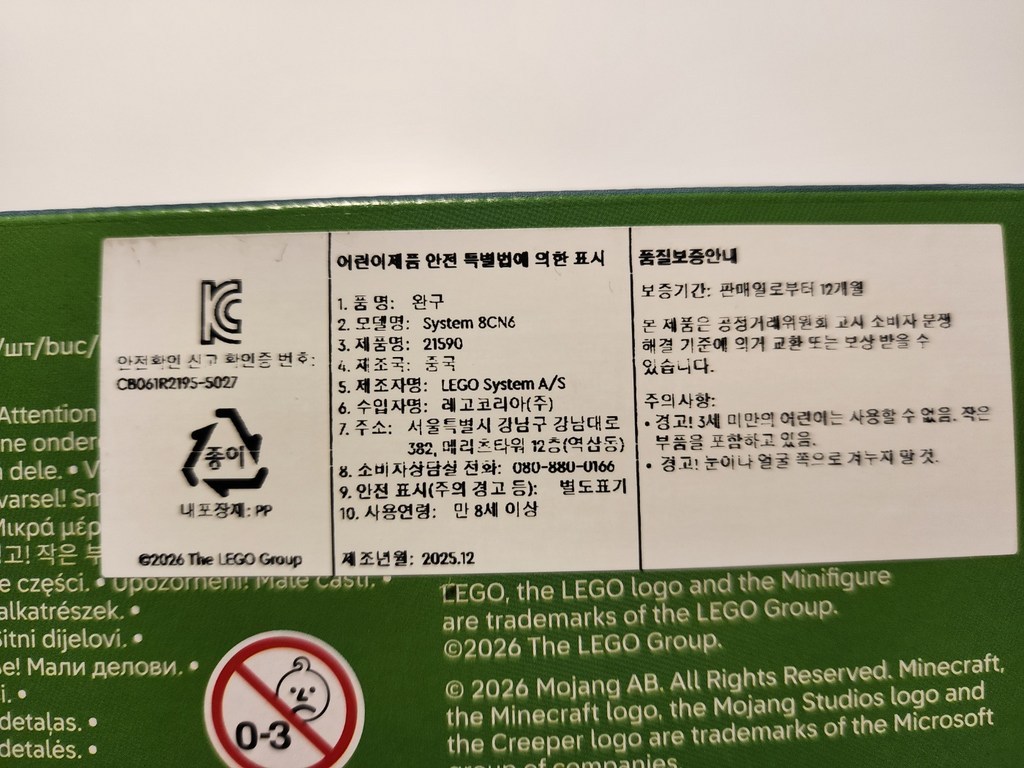 KC
안전확인 신고 확인증 번호:
CB061R2195-5027
종이
내포장재: PP
©2026 The LEGO Group
어린이제품 안전 특별법에 의한 표시
1. 품 명: 완구
2. 모델명: System 8CN6
3. 제품명: 21590
4. 제조국: 중국
5. 제조자명: LEGO System A/S
6. 수입자명: 레고코리아(주)
7. 주소: 서울특별시 강남구 강남대로
382, 메리츠타워 12층(역삼동)
8. 소비자상담실 전화: 080-880-0166
9. 안전 표시(주의 경고 등): 별도표기
10. 사용연령: 만 8세 이상
제조년월: 2025.12
품질보증안내
보증기간: 판매일로부터 12개월
본 제품은 공정거래위원회 고시 소비자 분쟁
해결 기준에 의거 교환 또는 보상 받을 수
있습니다.
주의사항:
• 경고! 3세 미만의 어린이는 사용할 수 없음. 작은
부품을 포함하고 있음.
• 경고! 눈이나 얼굴 쪽으로 겨누지 말 것.
/шт/buc/
Attention
ne onder
dele. • V
varsel! Sm
Μικρά μέρ
고! 작은 부
e części. • Upozornění! Malé části. •
alkatrészek. •
Sitni dijelovi. •
e! Мали делови. •
i. •
detaļas. •
detalės. •
0-3
LEGO, the LEGO logo and the Minifigure
are trademarks of the LEGO Group.
©2026 The LEGO Group.
© 2026 Mojang AB. All Rights Reserved. Minecraft,
the Minecraft logo, the Mojang Studios logo and
the Creeper logo are trademarks of the Microsoft
group of companies.